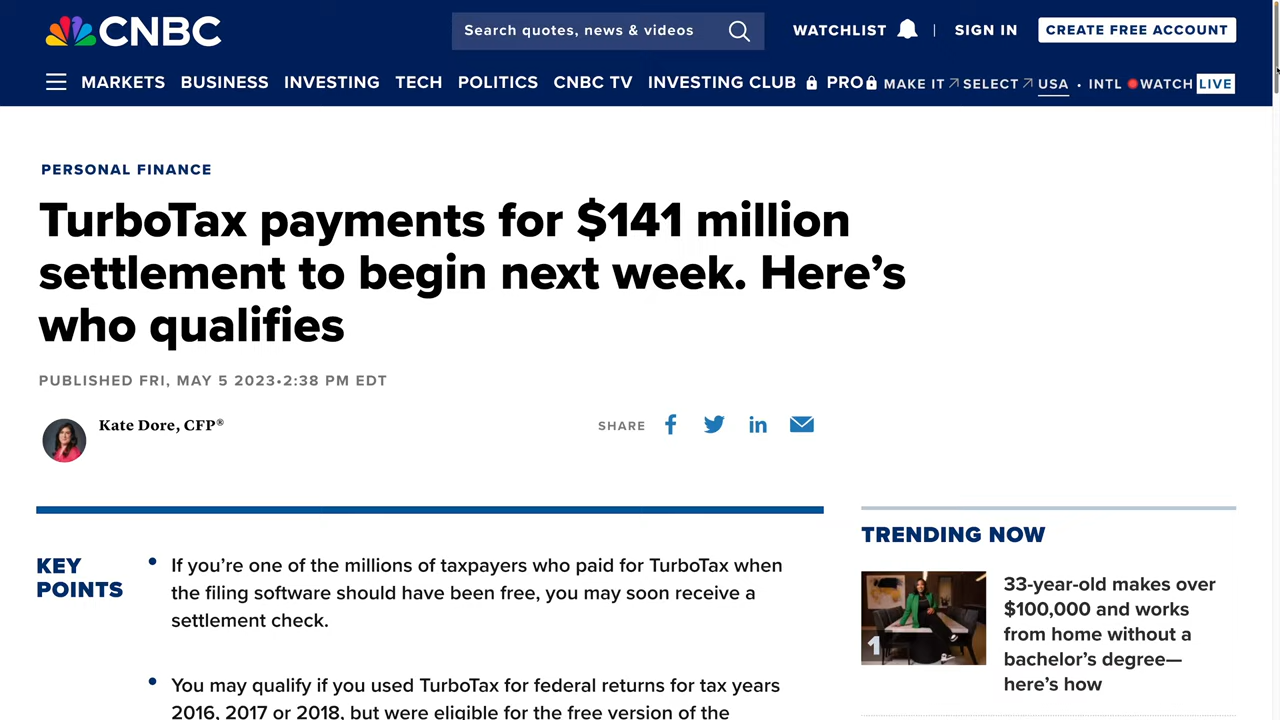 CNBC
Search quotes, news & videos
WATCHLIST | SIGN IN
CREATE FREE ACCOUNT
MARKETS BUSINESS INVESTING TECH POLITICS CNBC TV INVESTING CLUB PRO MAKE IT SELECT USA • INTL WATCH LIVE
PERSONAL FINANCE
TurboTax payments for $141 million
settlement to begin next week. Here’s
who qualifies
PUBLISHED FRI, MAY 5 2023•2:38 PM EDT
Kate Dore, CFP®
SHARE
KEY
POINTS
• If you’re one of the millions of taxpayers who paid for TurboTax when
the filing software should have been free, you may soon receive a
settlement check.
• You may qualify if you used TurboTax for federal returns for tax years
2016, 2017 or 2018, but were eligible for the free version of the
TRENDING NOW
1
33-year-old makes over
$100,000 and works
from home without a
bachelor’s degree—
here’s how